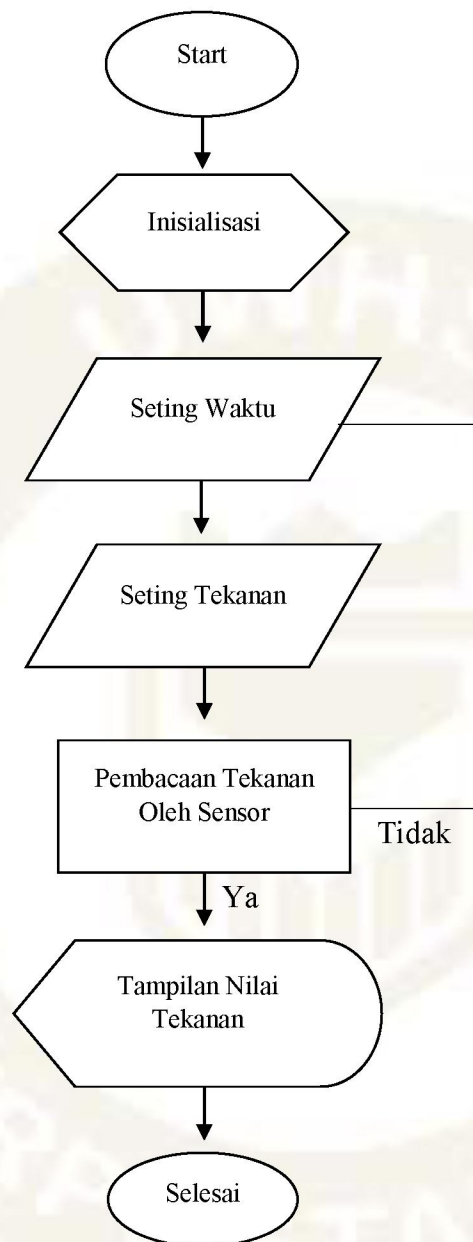 Start
Inisialisasi
Seting Waktu
Seting Tekanan
Pembacaan Tekanan
Oleh Sensor
Tidak
Ya
Tampilan Nilai
Tekanan
Selesai